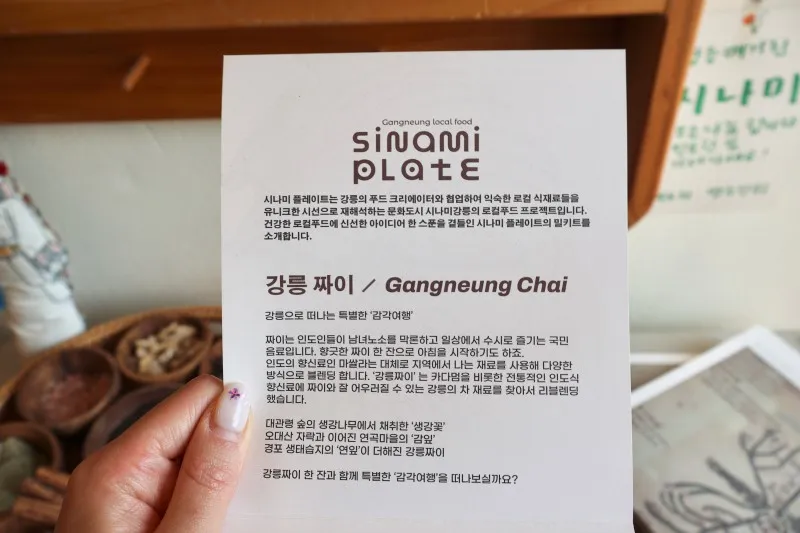 Gangneung local food
SiNAMi
PLATE
시나미 플레이트는 강릉의 푸드 크리에이터와 협업하여 익숙한 로컬 식재료들을
유니크한 시선으로 재해석하는 문화도시 시나미강릉의 로컬푸드 프로젝트입니다.
건강한 로컬푸드에 신선한 아이디어 한 스푼을 곁들인 시나미 플레이트의 밀키트를
소개합니다.
강릉 짜이 / Gangneung Chai
강릉으로 떠나는 특별한 '감각여행'
짜이는 인도인들이 남녀노소를 막론하고 일상에서 수시로 즐기는 국민
음료입니다. 향긋한 짜이 한 잔으로 아침을 시작하기도 하죠.
인도의 향신료인 마쌀라는 대체로 지역에서 나는 재료를 사용해 다양한
방식으로 블렌딩 합니다. '강릉짜이' 는 카다멈을 비롯한 전통적인 인도식
향신료에 짜이와 잘 어우러질 수 있는 강릉의 차 재료를 찾아서 리블렌딩
했습니다.
대관령 숲의 생강나무에서 채취한 '생강꽃'
오대산 자락과 이어진 연곡마을의 '감잎'
경포 생태습지의 '연잎'이 더해진 강릉짜이
강릉짜이 한 잔과 함께 특별한 '감각여행'을 떠나보실까요?
시나미